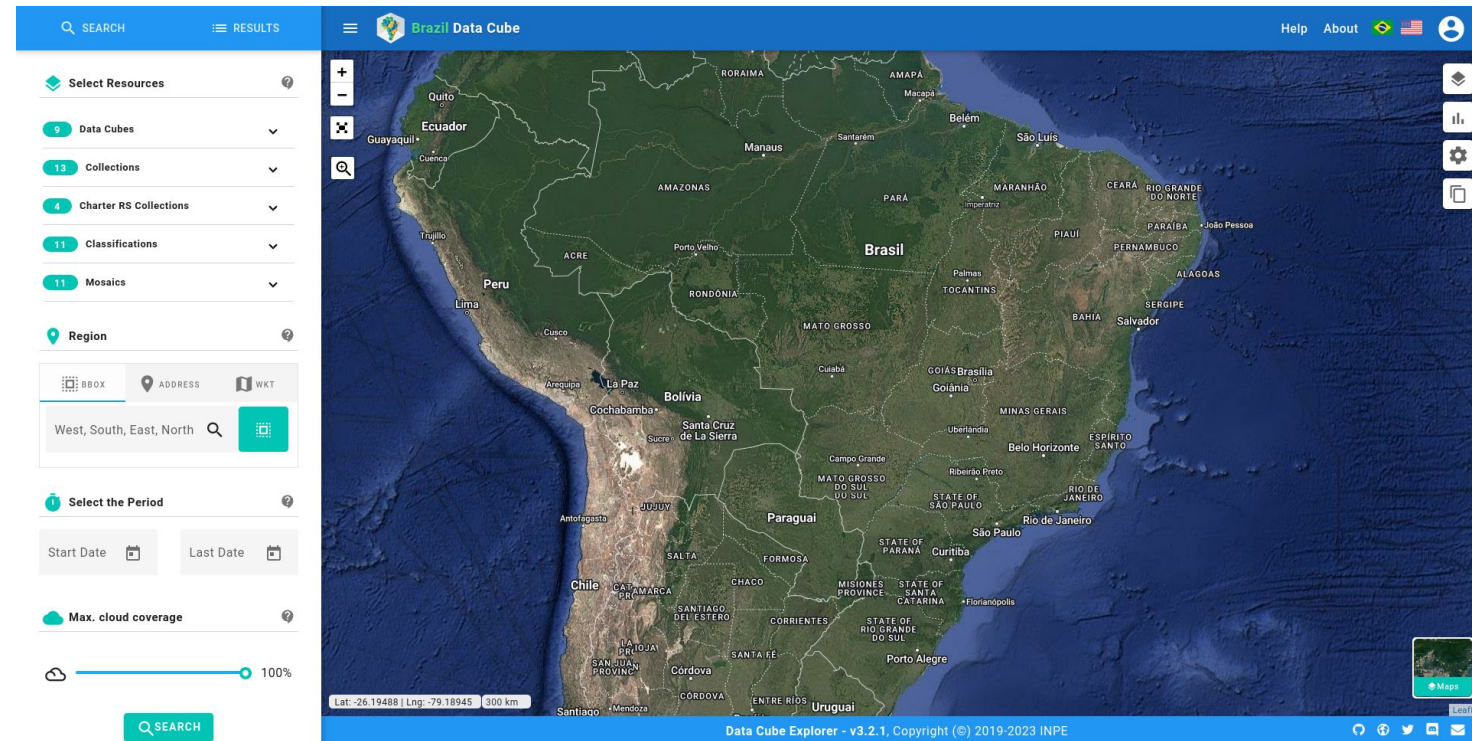 SEARCH
RESULTS
Brazil Data Cube
Help
About
Select Resources
9 Data Cubes
13 Collections
4 Charter RS Collections
11 Classifications
11 Mosaics
Region
BBOX
ADDRESS
WKT
West, South, East, North
Select the Period
Start Date
Last Date
Max. cloud coverage
100%
SEARCH
+
−
RORAIMA
AMAPÁ
Macapá
Quito
Ecuador
Guayaquil
Cuenca
Belém
São Luís
Santarém
Manaus
AMAZONAS
PARÁ
MARANHÃO
Imperatriz
CEARÁ
RIO GRANDE
DO NORTE
PARAÍBA
João Pessoa
PIAUÍ
PERNAMBUCO
Trujillo
ACRE
Porto Velho
Brasil
ALAGOAS
Peru
Lima
RONDÔNIA
Palmas
TOCANTINS
SERGIPE
BAHIA
Salvador
MATO GROSSO
Cusco
Cuiabá
GOIÁS
Brasília
Goiânia
Arequipa
La Paz
Bolívia
Cochabamba
MINAS GERAIS
Santa Cruz
de La Sierra
Sucre
Uberlândia
ESPÍRITO
SANTO
Belo Horizonte
Campo Grande
MATO GROSSO
DO SUL
DO SUL
Ribeirão Preto
STATE OF
SÃO PAULO
RIO DE
JANEIRO
Rio de Janeiro
São Paulo
JUJUY
Antofagasta
Paraguai
STATE OF
PARANÁ
Curitiba
SALTA
FORMOSA
Chile
CATAMARCA
CHACO
MISIONES
PROVINCE
STATE OF
SANTA
CATARINA
Florianópolis
SANTIAGO
DEL ESTERO
CORRIENTES
STATE OF
RIO GRANDE
DO SUL
SANTA FE
Porto Alegre
Córdova
CÓRDOVA
ENTRE RÍOS
Uruguai
Santiago
Mendoza
Lat: -26.19488 | Lng: -79.18945
300 km
Maps
Data Cube Explorer - v3.2.1, Copyright (©) 2019-2023 INPE